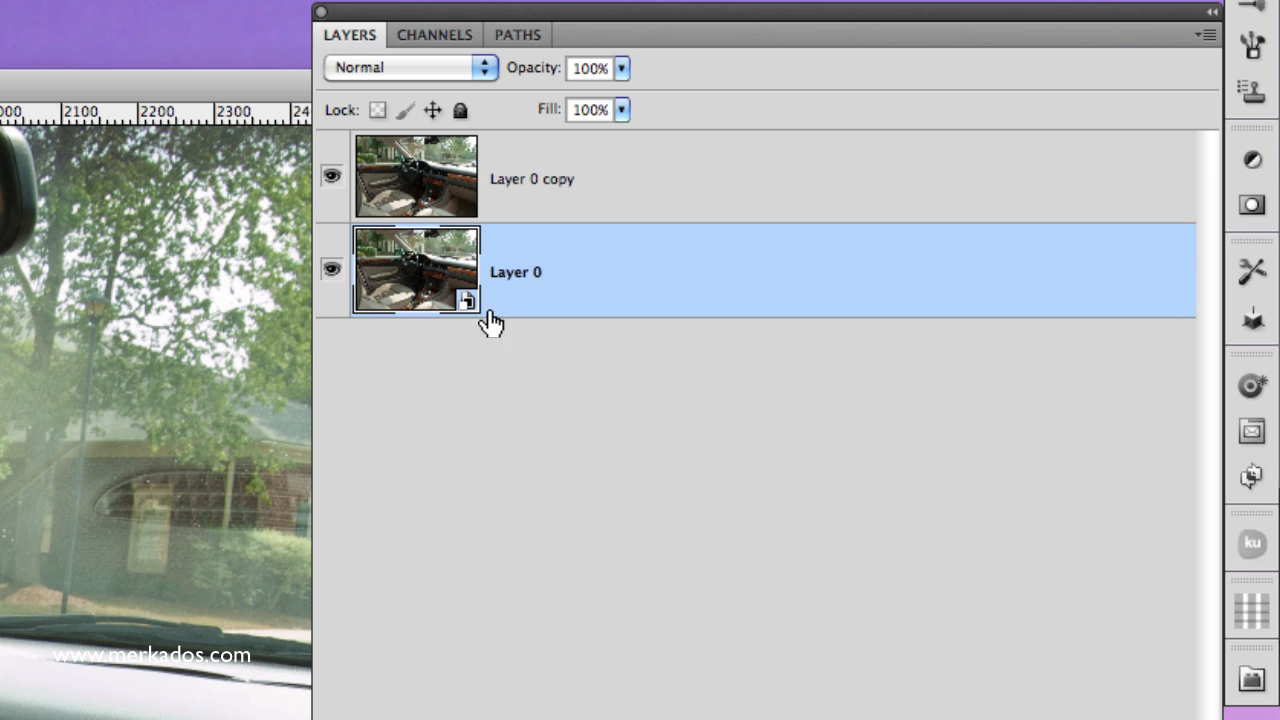 LAYERS CHANNELS PATHS
Normal Opacity: 100%
Lock: Fill: 100%
2100 2200 2300
Layer 0 copy
Layer 0
ku
www.merkados.com